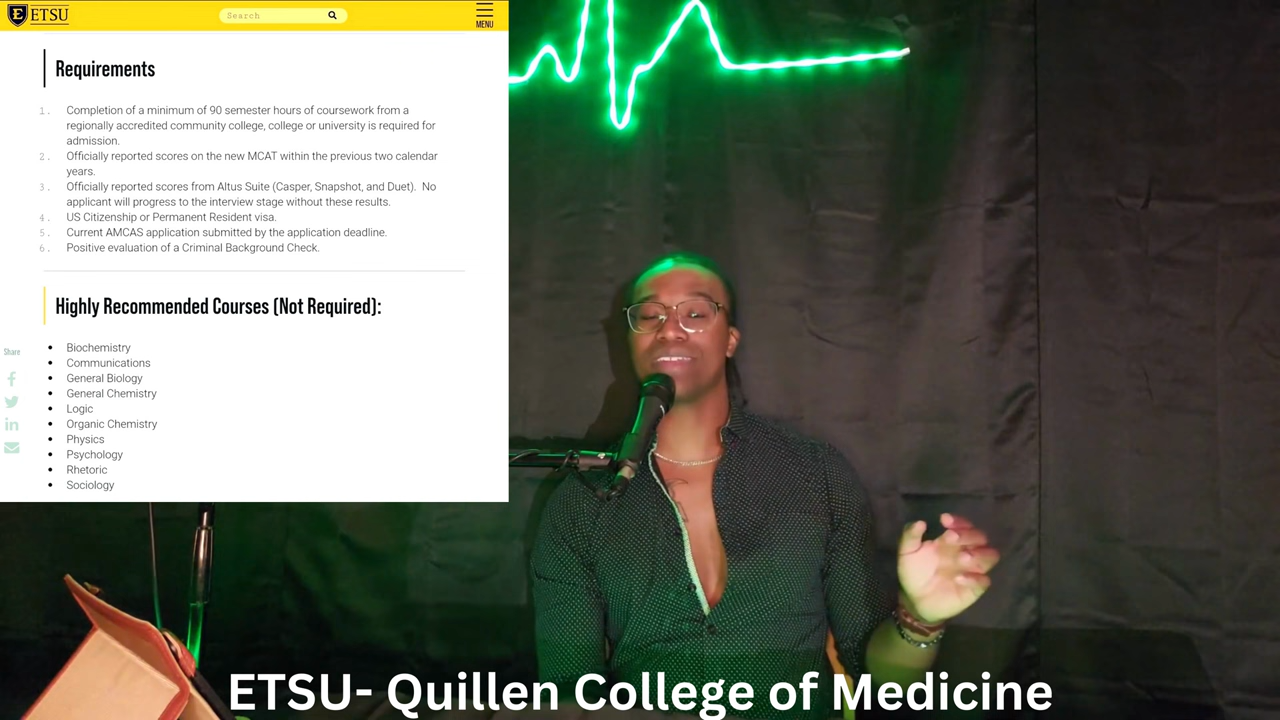 ETSU
Search
MENU
Requirements
1. Completion of a minimum of 90 semester hours of coursework from a
regionally accredited community college, college or university is required for
admission.
2. Officially reported scores on the new MCAT within the previous two calendar
years.
3. Officially reported scores from Altus Suite (Casper, Snapshot, and Duet). No
applicant will progress to the interview stage without these results.
4. US Citizenship or Permanent Resident visa.
5. Current AMCAS application submitted by the application deadline.
6. Positive evaluation of a Criminal Background Check.
Highly Recommended Courses (Not Required):
• Biochemistry
• Communications
• General Biology
• General Chemistry
• Logic
• Organic Chemistry
• Physics
• Psychology
• Rhetoric
• Sociology
Share
ETSU- Quillen College of Medicine